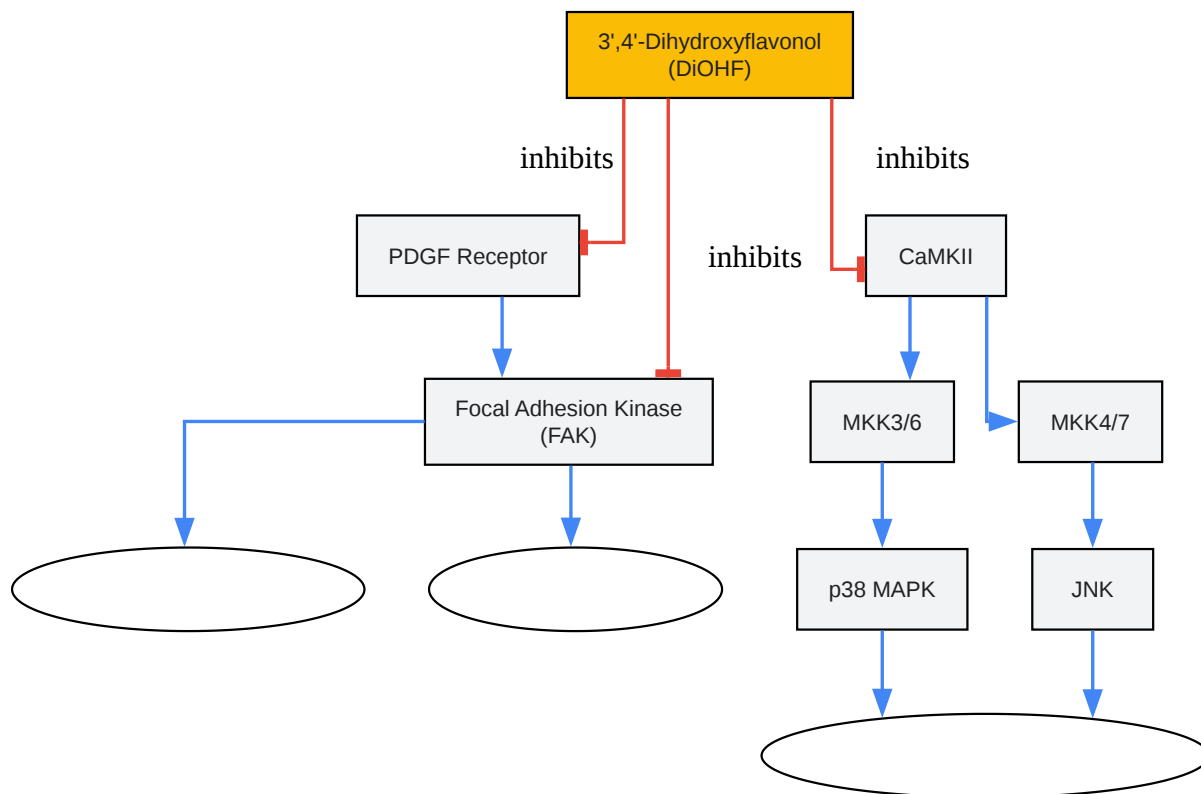 3',4'-Dihydroxyflavonol
(DiOHF)
inhibits
inhibits
PDGF Receptor
inhibits
CaMKII
Focal Adhesion Kinase
(FAK)
MKK3/6
MKK4/7
p38 MAPK
JNK